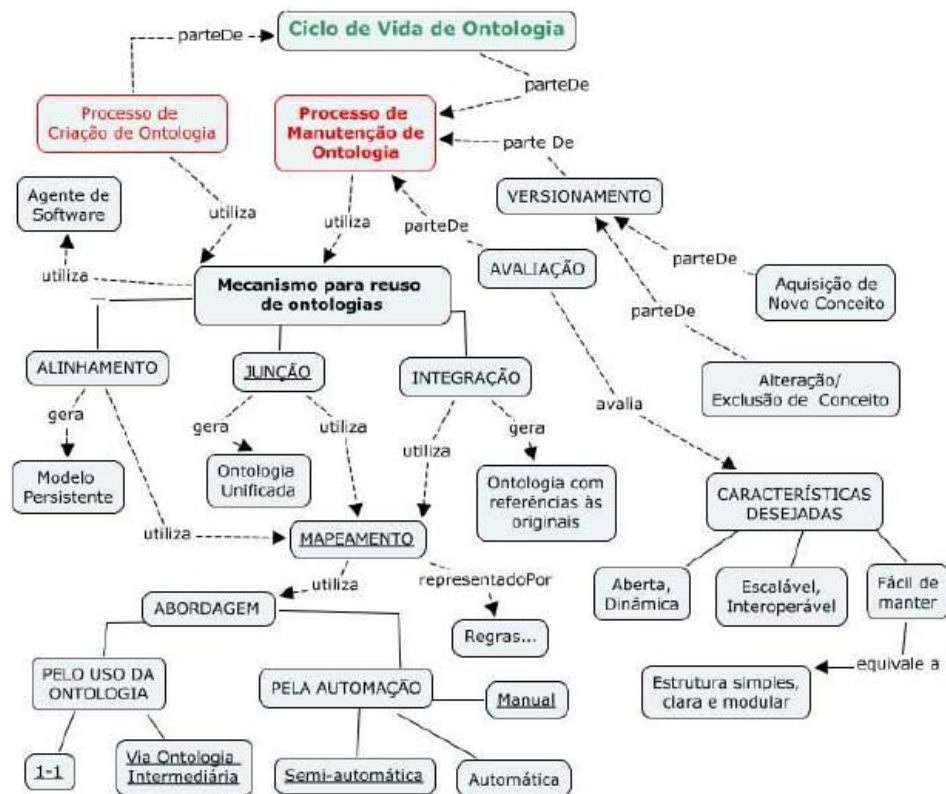 Ciclo de Vida de Ontologia
parteDe
parteDe
Processo de
Criação de Ontologia
Processo de
Manutenção de
Ontologia
parte De
VERSIONAMENTO
Agente de
Software
utiliza
utiliza
parteDe
AVALIAÇÃO
parteDe
utiliza
Mecanismo para reuso
de ontologias
Aquisição de
Novo Conceito
parteDe
ALINHAMENTO
JUNÇÃO
INTEGRAÇÃO
Alteração/
Exclusão de Conceito
avalia
gera
gera
utiliza
utiliza
gera
Modelo
Persistente
Ontologia
Unificada
Ontologia com
referências às
originais
CARACTERÍSTICAS
DESEJADAS
utiliza
MAPEAMENTO
utiliza
representadoPor
Aberta,
Dinâmica
Escalável,
Interoperável
Fácil de
manter
ABORDAGEM
Regras...
equivale a
PELO USO DA
ONTOLOGIA
PELA AUTOMAÇÃO
Manual
Estrutura simples,
clara e modular
1-1
Via Ontologia
Intermediária
Semi-automática
Automática